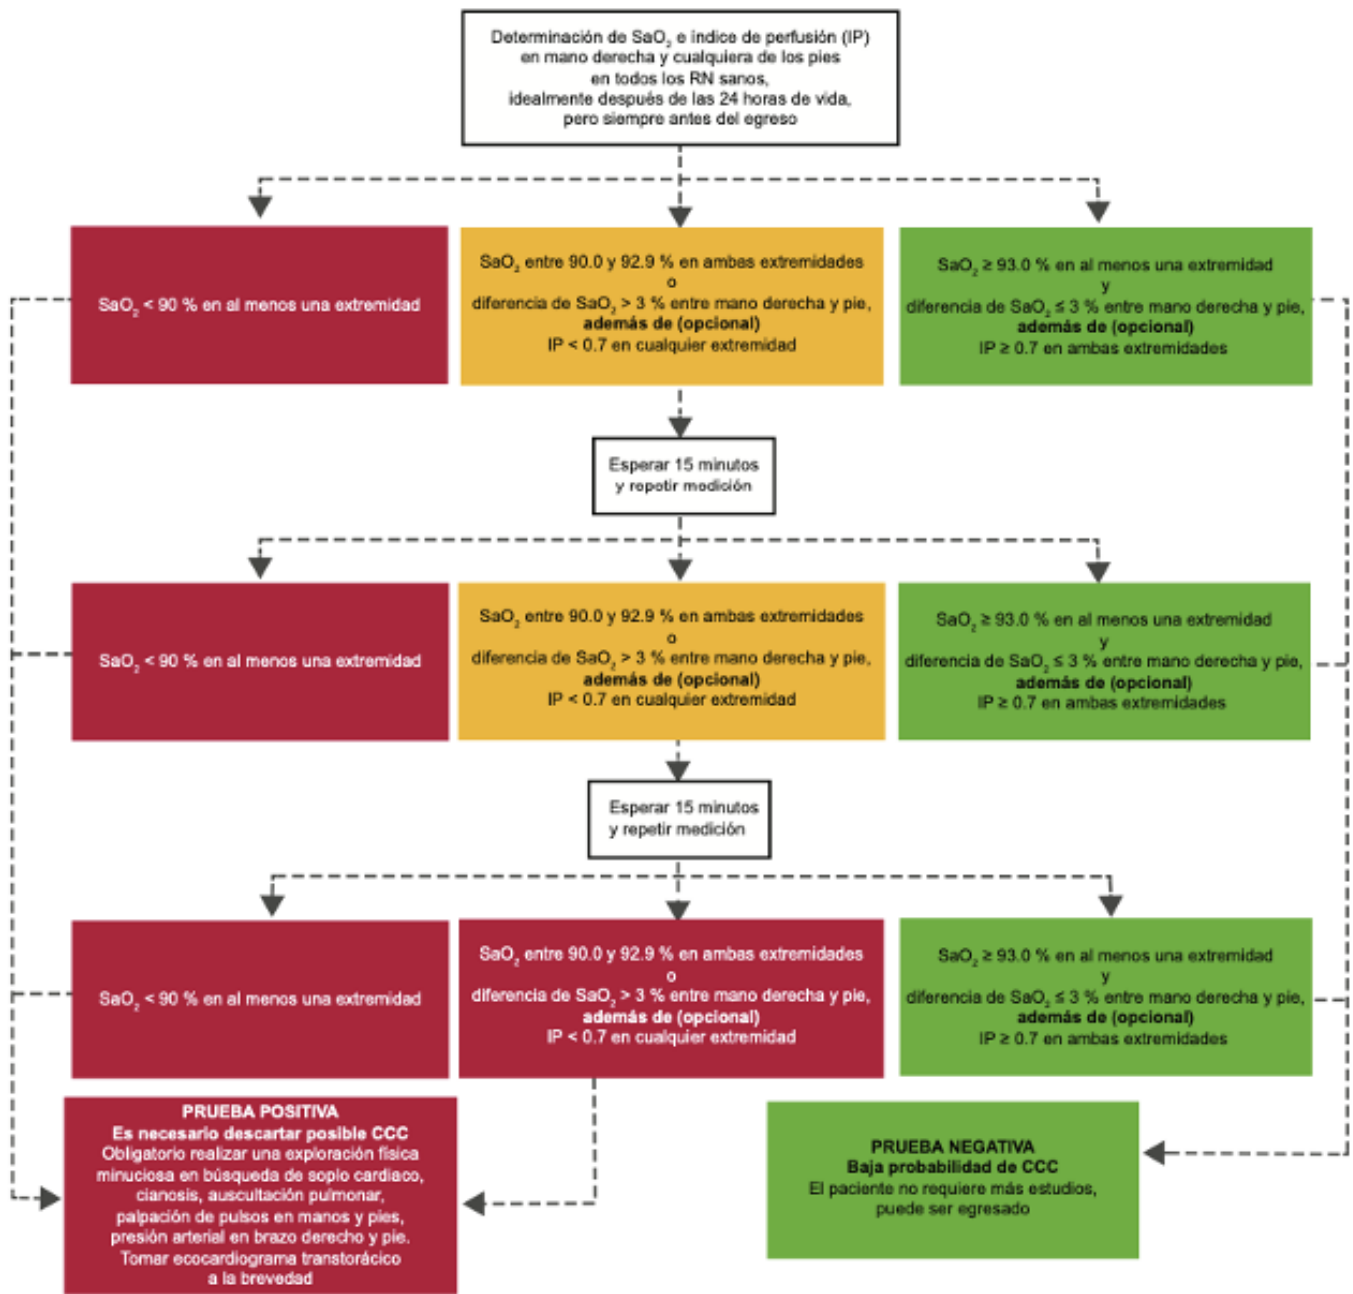 Determinación de SaO₂ e índice de perfusión (IP)
en mano derecha y cualquiera de los pies
en todos los RN sanos,
idealmente después de las 24 horas de vida,
pero siempre antes del egreso
SaO₂ < 90 % en al menos una extremidad
SaO₂ entre 90.0 y 92.9 % en ambas extremidades
o
diferencia de SaO₂ > 3 % entre mano derecha y pie,
además de (opcional)
IP < 0.7 en cualquier extremidad
SaO₂ ≥ 93.0 % en al menos una extremidad
y
diferencia de SaO₂ ≤ 3 % entre mano derecha y pie,
además de (opcional)
IP ≥ 0.7 en ambas extremidades
Esperar 15 minutos
y repetir medición
SaO₂ < 90 % en al menos una extremidad
SaO₂ entre 90.0 y 92.9 % en ambas extremidades
o
diferencia de SaO₂ > 3 % entre mano derecha y pie,
además de (opcional)
IP < 0.7 en cualquier extremidad
SaO₂ ≥ 93.0 % en al menos una extremidad
y
diferencia de SaO₂ ≤ 3 % entre mano derecha y pie,
además de (opcional)
IP ≥ 0.7 en ambas extremidades
Esperar 15 minutos
y repetir medición
SaO₂ < 90 % en al menos una extremidad
SaO₂ entre 90.0 y 92.9 % en ambas extremidades
o
diferencia de SaO₂ > 3 % entre mano derecha y pie,
además de (opcional)
IP < 0.7 en cualquier extremidad
SaO₂ ≥ 93.0 % en al menos una extremidad
y
diferencia de SaO₂ ≤ 3 % entre mano derecha y pie,
además de (opcional)
IP ≥ 0.7 en ambas extremidades
PRUEBA POSITIVA
Es necesario descartar posible CCC
Obligatorio realizar una exploración física
minuciosa en búsqueda de soplo cardiaco,
cianosis, auscultación pulmonar,
palpación de pulsos en manos y pies,
presión arterial en brazo derecho y pie.
Tomar ecocardiograma transtorácico
a la brevedad
PRUEBA NEGATIVA
Baja probabilidad de CCC
El paciente no requiere más estudios,
puede ser egresado